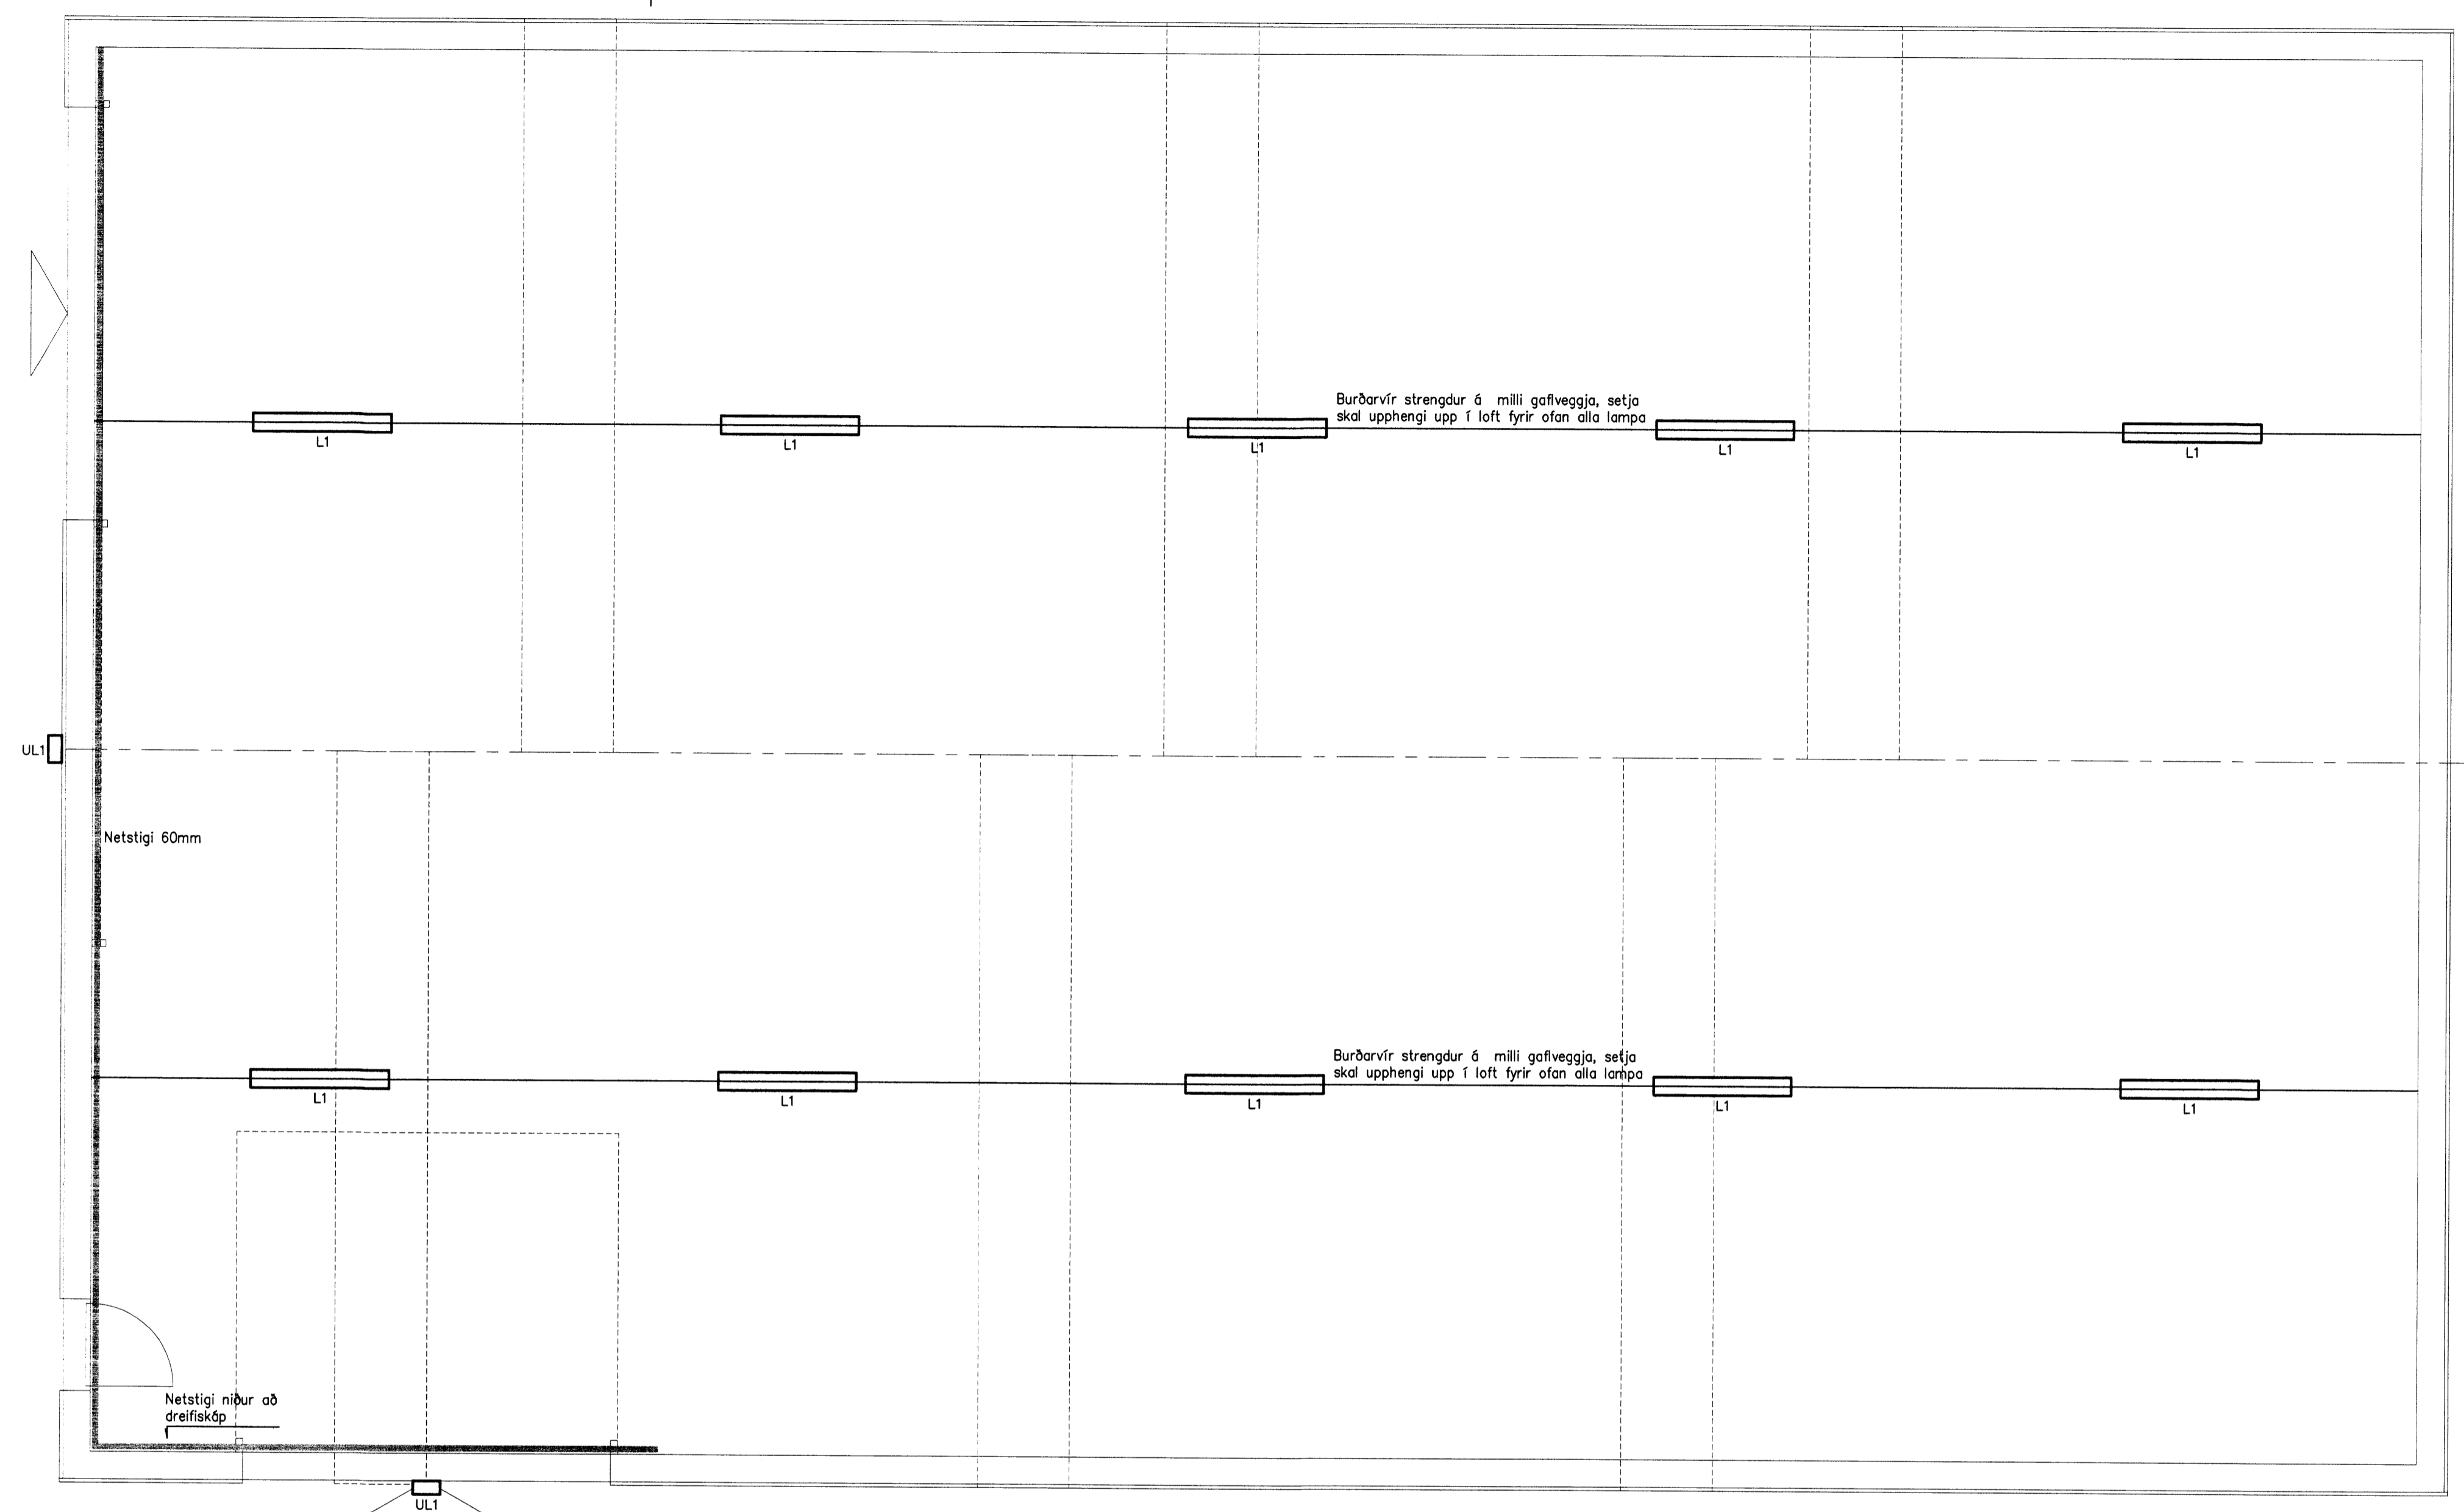 Burðarvír strengdur á milli gaflveggja, setja
skal upphengi upp í loft fyrir ofan alla lampa
L1
L1
L1
L1
L1
UL1
Netstigi 60mm
Burðarvír strengdur á milli gaflveggja, setja
skal upphengi upp í loft fyrir ofan alla lampa
L1
L1
L1
L1
L1
Netstigi niður að
dreifiskáp
UL1